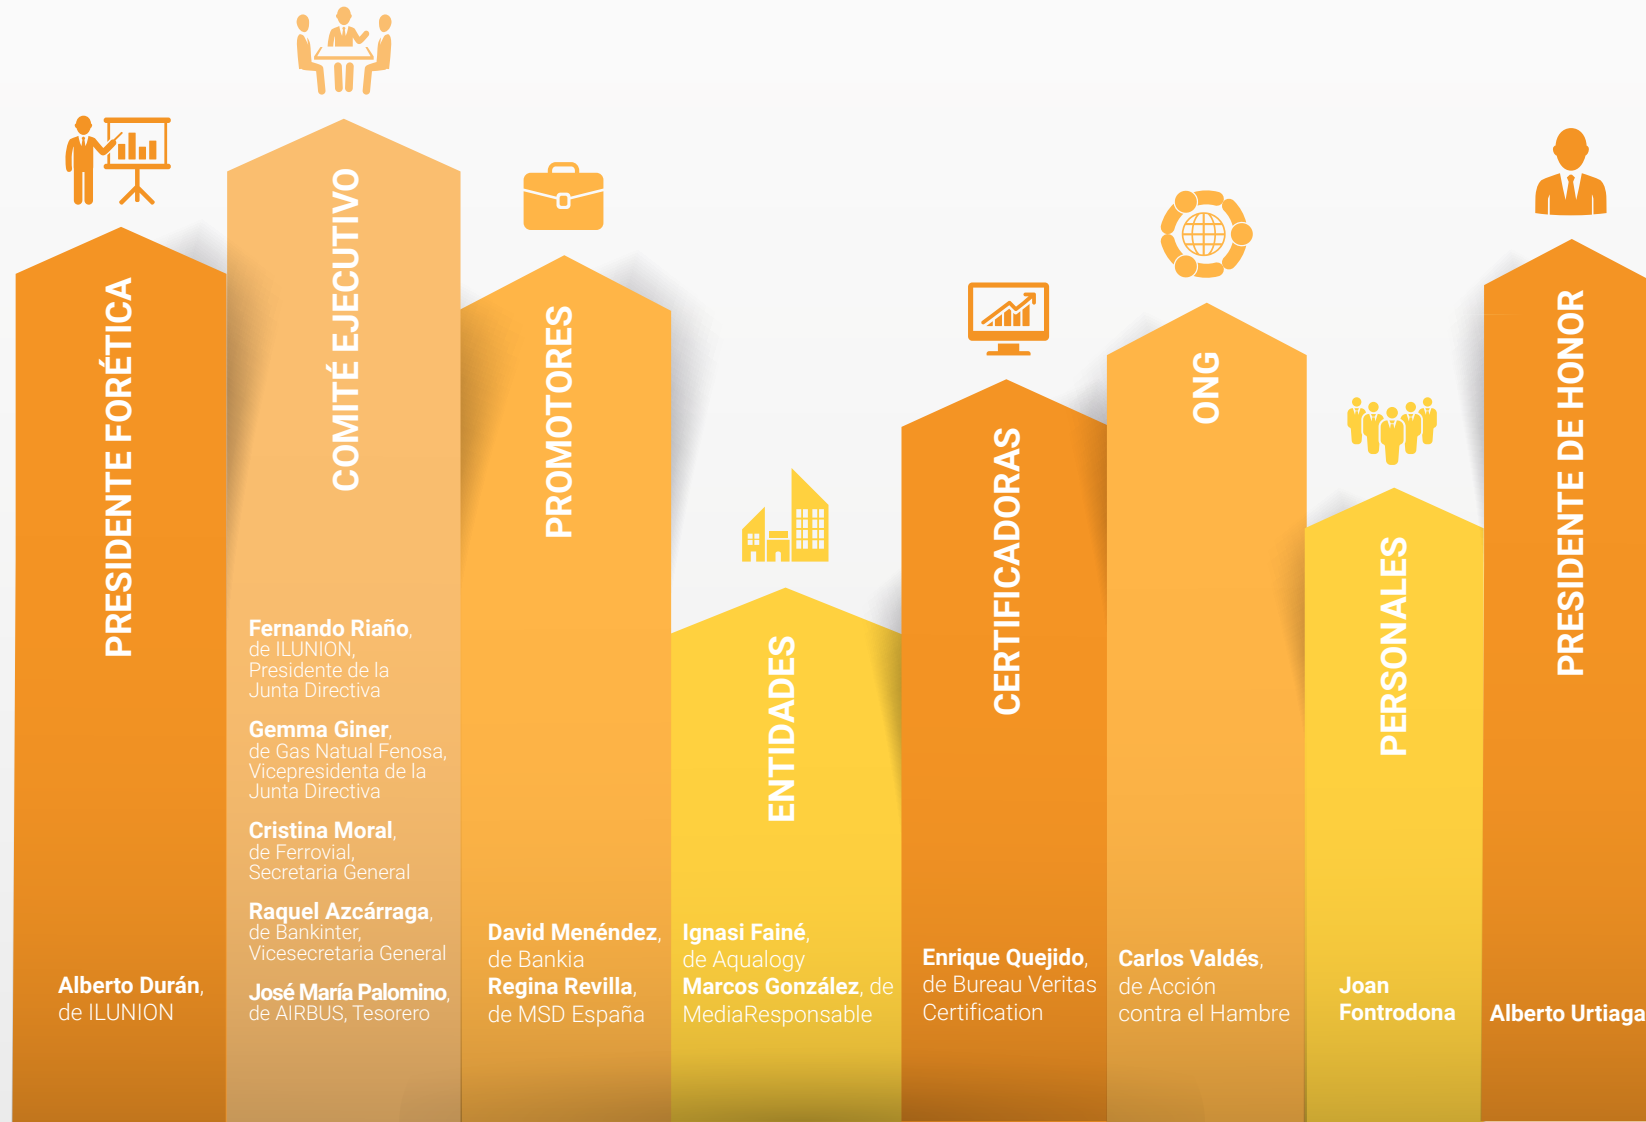 PRESIDENTE FORÉTICA
Alberto Durán,
de ILUNION
COMITÉ EJECUTIVO
Fernando Riaño,
de ILUNION,
Presidente de la
Junta Directiva
Gemma Giner,
de Gas Natual Fenosa,
Vicepresidenta de la
Junta Directiva
Cristina Moral,
de Ferrovial,
Secretaria General
Raquel Azcárraga,
de Bankinter,
Vicesecretaria General
José María Palomino,
de AIRBUS, Tesorero
PROMOTORES
David Menéndez,
de Bankia
Regina Revilla,
de MSD España
ENTIDADES
Ignasi Fainé,
de Aqualogy
Marcos González, de
MediaResponsable
CERTIFICADORAS
Enrique Quejido,
de Bureau Veritas
Certification
ONG
Carlos Valdés,
de Acción
contra el Hambre
PERSONALES
Joan
Fontrodona
PRESIDENTE DE HONOR
Alberto Urtiaga